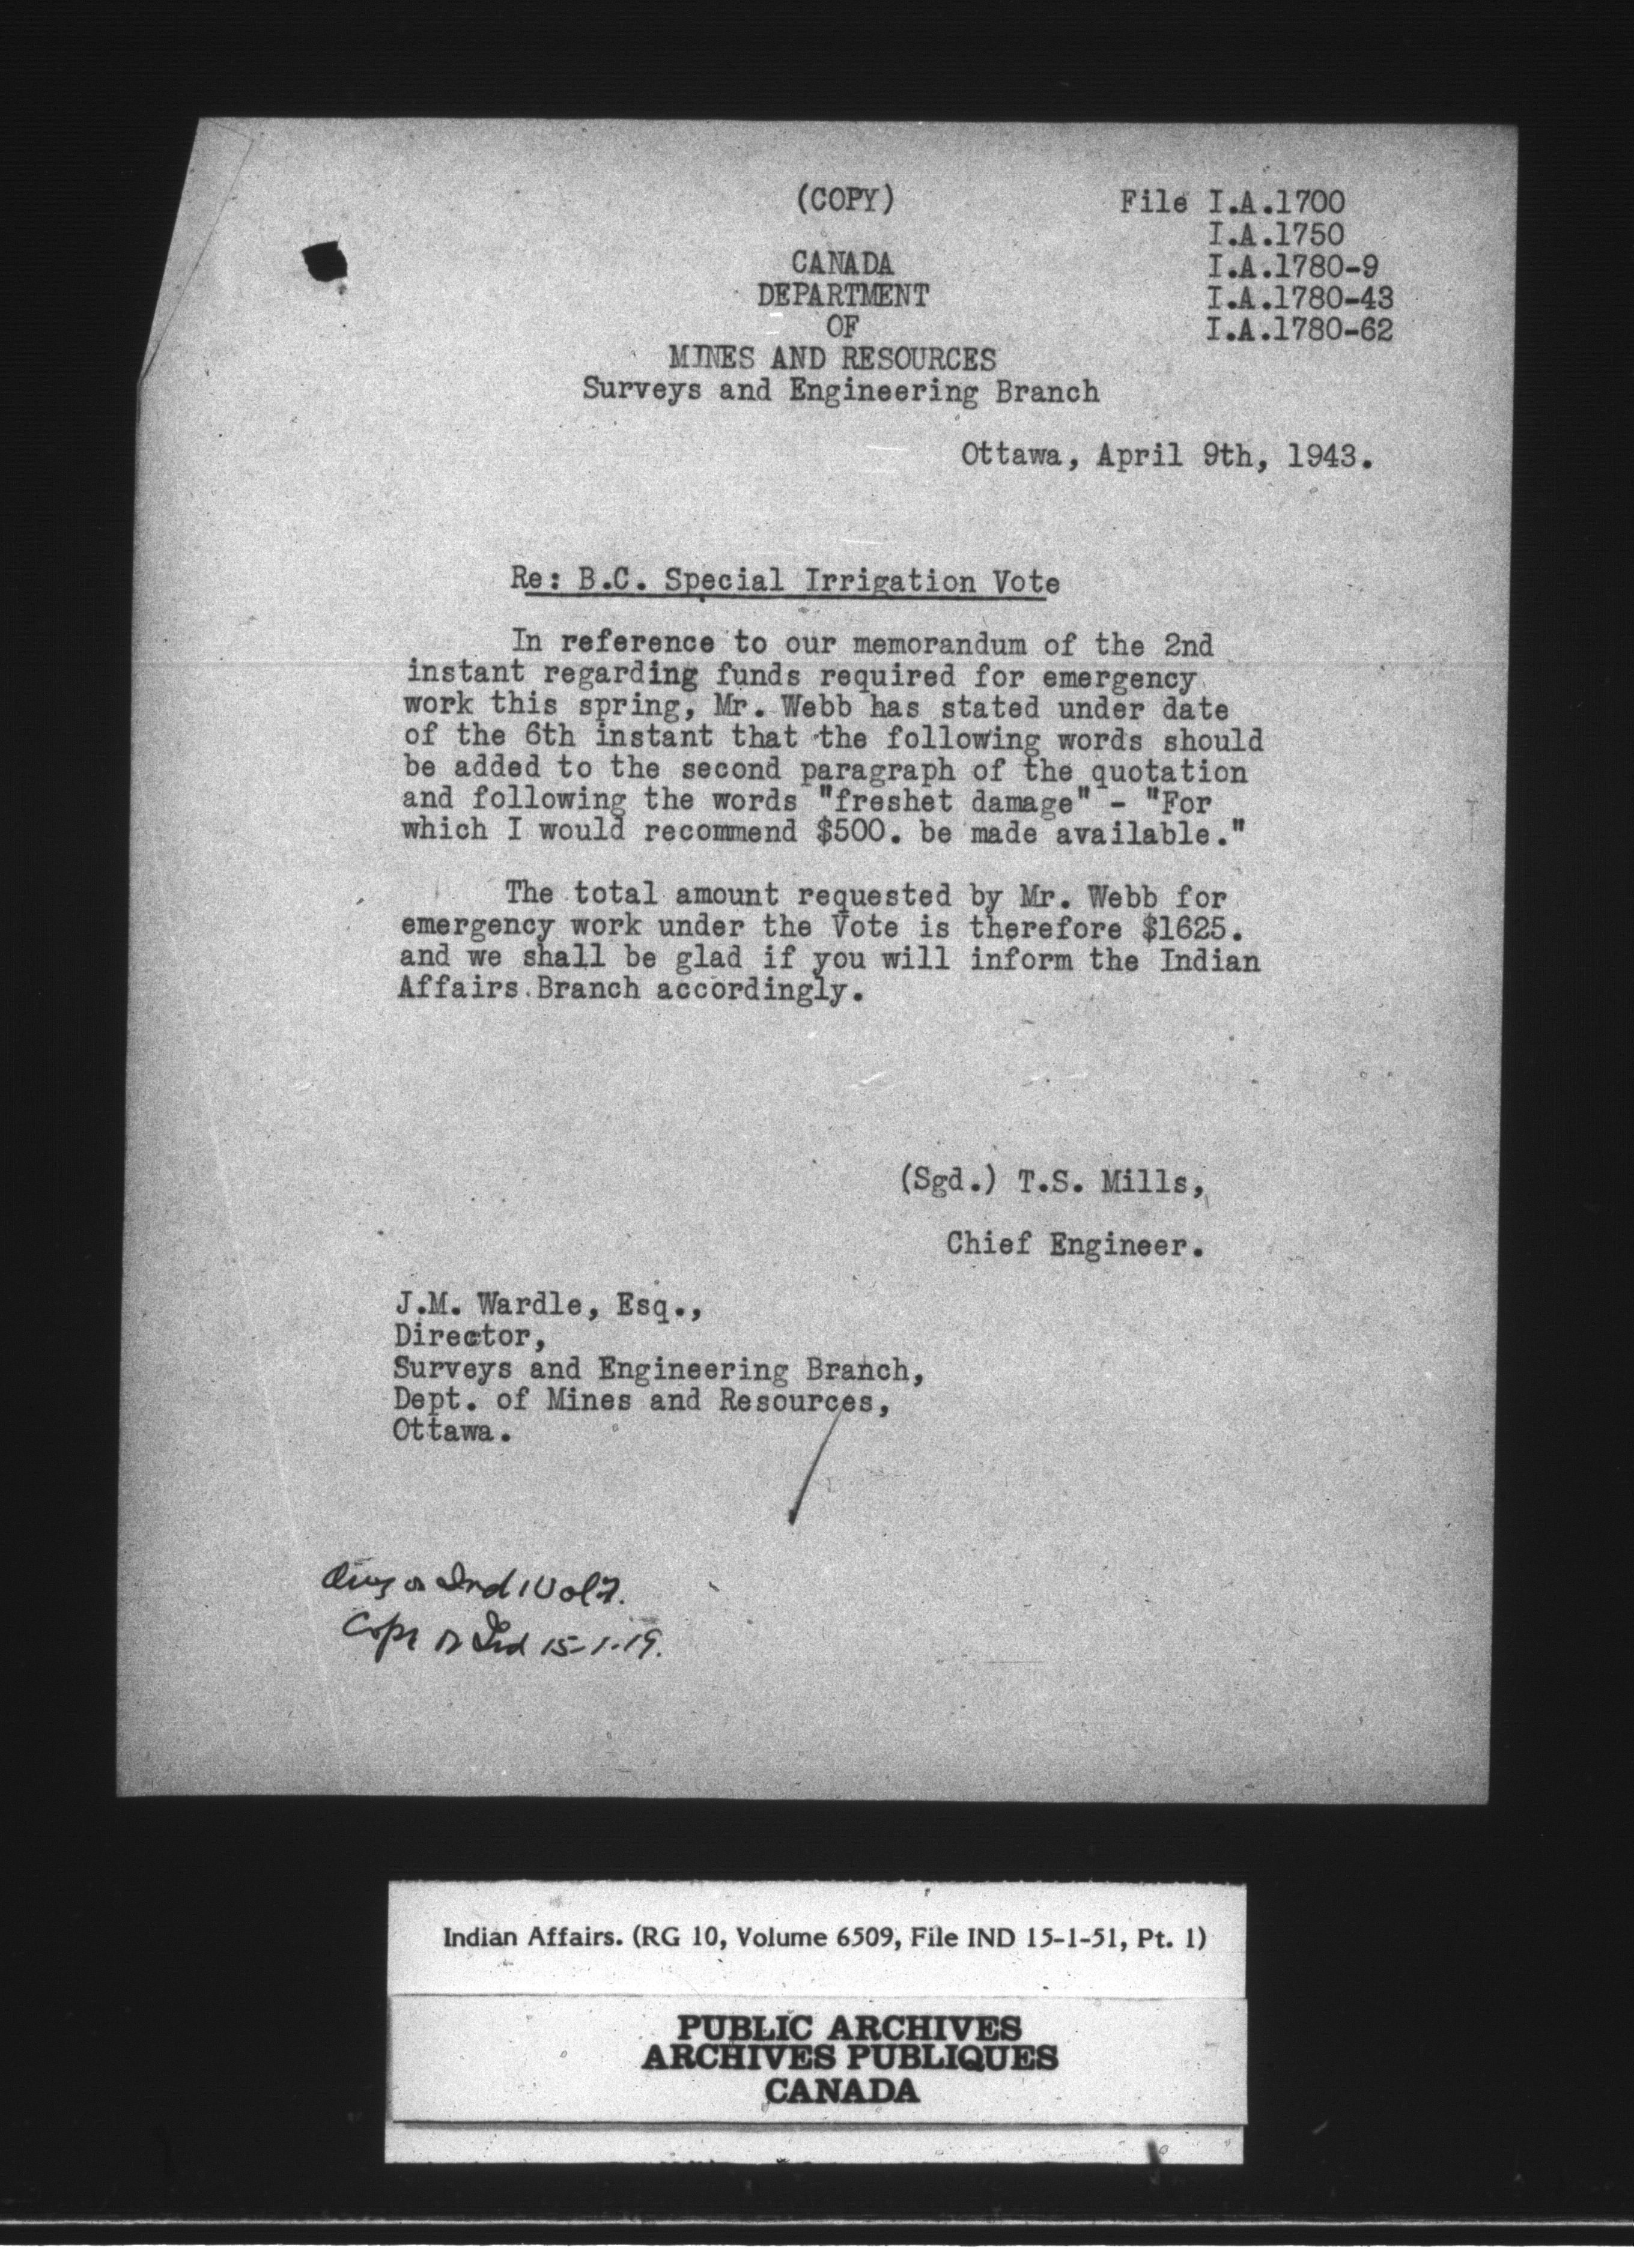 (COPY)
File I.A.1700
I.A.1750
I.A.1780-9
I.A.1780-43
I.A.1780-62
CANADA
DEPARTMENT
OF
MINES AND RESOURCES
Surveys and Engineering Branch
Ottawa, April 9th, 1943.
Re: B.C. Special Irrigation Vote
In reference to our memorandum of the 2nd
instant regarding funds required for emergency
work this spring, Mr. Webb has stated under date
of the 6th instant that the following words should
be added to the second paragraph of the quotation
and following the words "freshet damage" - "For
which I would recommend $500. be made available."
The total amount requested by Mr. Webb for
emergency work under the Vote is therefore $1625.
and we shall be glad if you will inform the Indian
Affairs Branch accordingly.
(Sgd.) T.S. Mills,
Chief Engineer.
J.M. Wardle, Esq.,
Director,
Surveys and Engineering Branch,
Dept. of Mines and Resources,
Ottawa.
Ind
Ind 15-1-19.
Indian Affairs. (RG 10, Volume 6509, File IND 15-1-51, Pt. 1)
PUBLIC ARCHIVES
ARCHIVES PUBLIQUES
CANADA